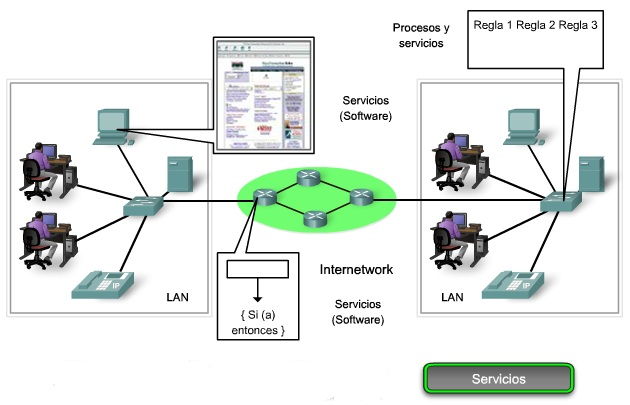 Procesos y
servicios
Regla 1 Regla 2 Regla 3
Servicios
(Software)
IP
LAN
{ Si (a)
entonces }
Internetwork
Servicios
(Software)
LAN
IP
Servicios